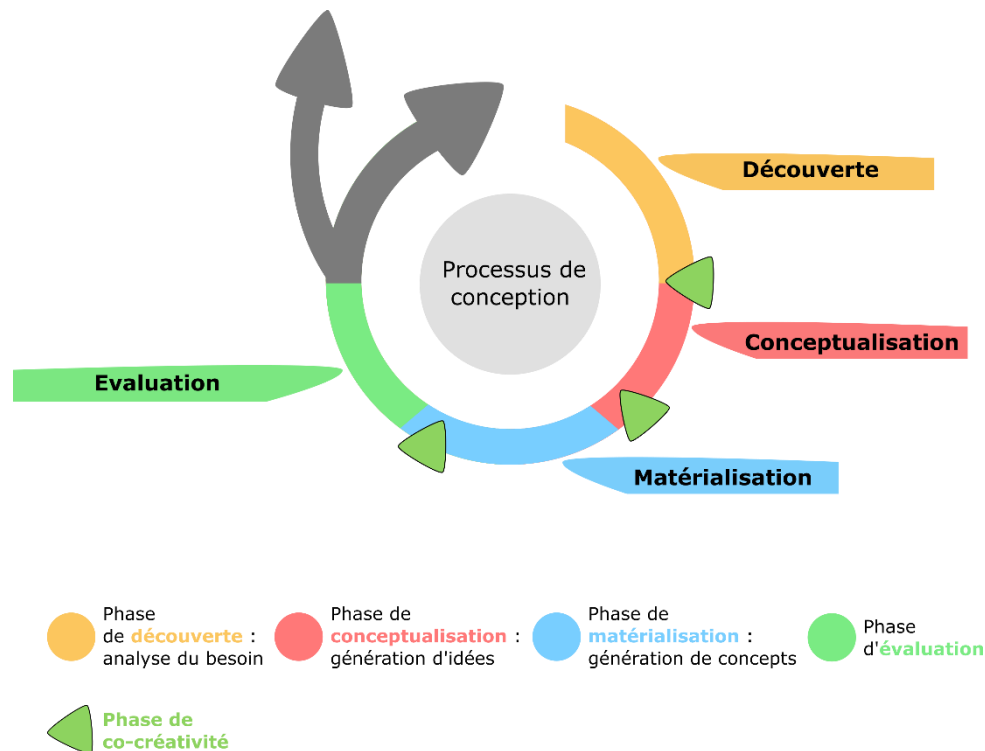 Découverte
Processus de
conception
Conceptualisation
Evaluation
Matérialisation
Phase
de découverte :
analyse du besoin
Phase de
conceptualisation :
génération d'idées
Phase de
matérialisation :
génération de concepts
Phase
d'évaluation
Phase de
co-créativité